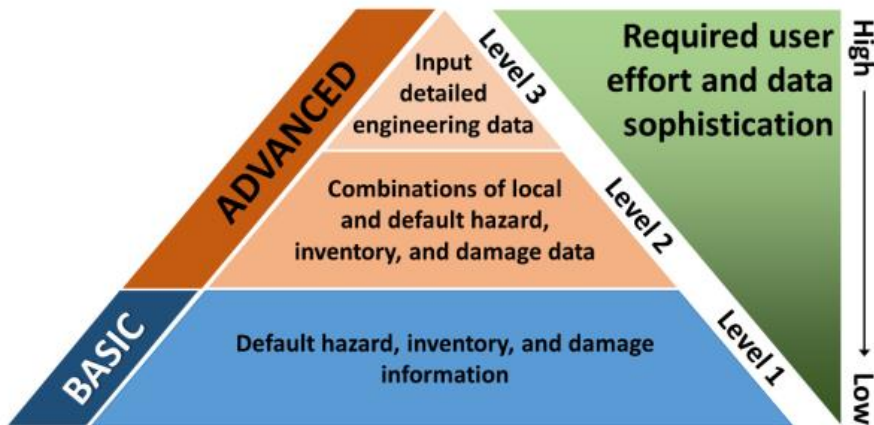 ADVANCED
BASIC
Input
detailed
engineering data
Combinations of local
and default hazard,
inventory, and damage data
Default hazard, inventory, and damage
information
Level 3
Level 2
Level 1
Required user
effort and data
sophistication
High
Low